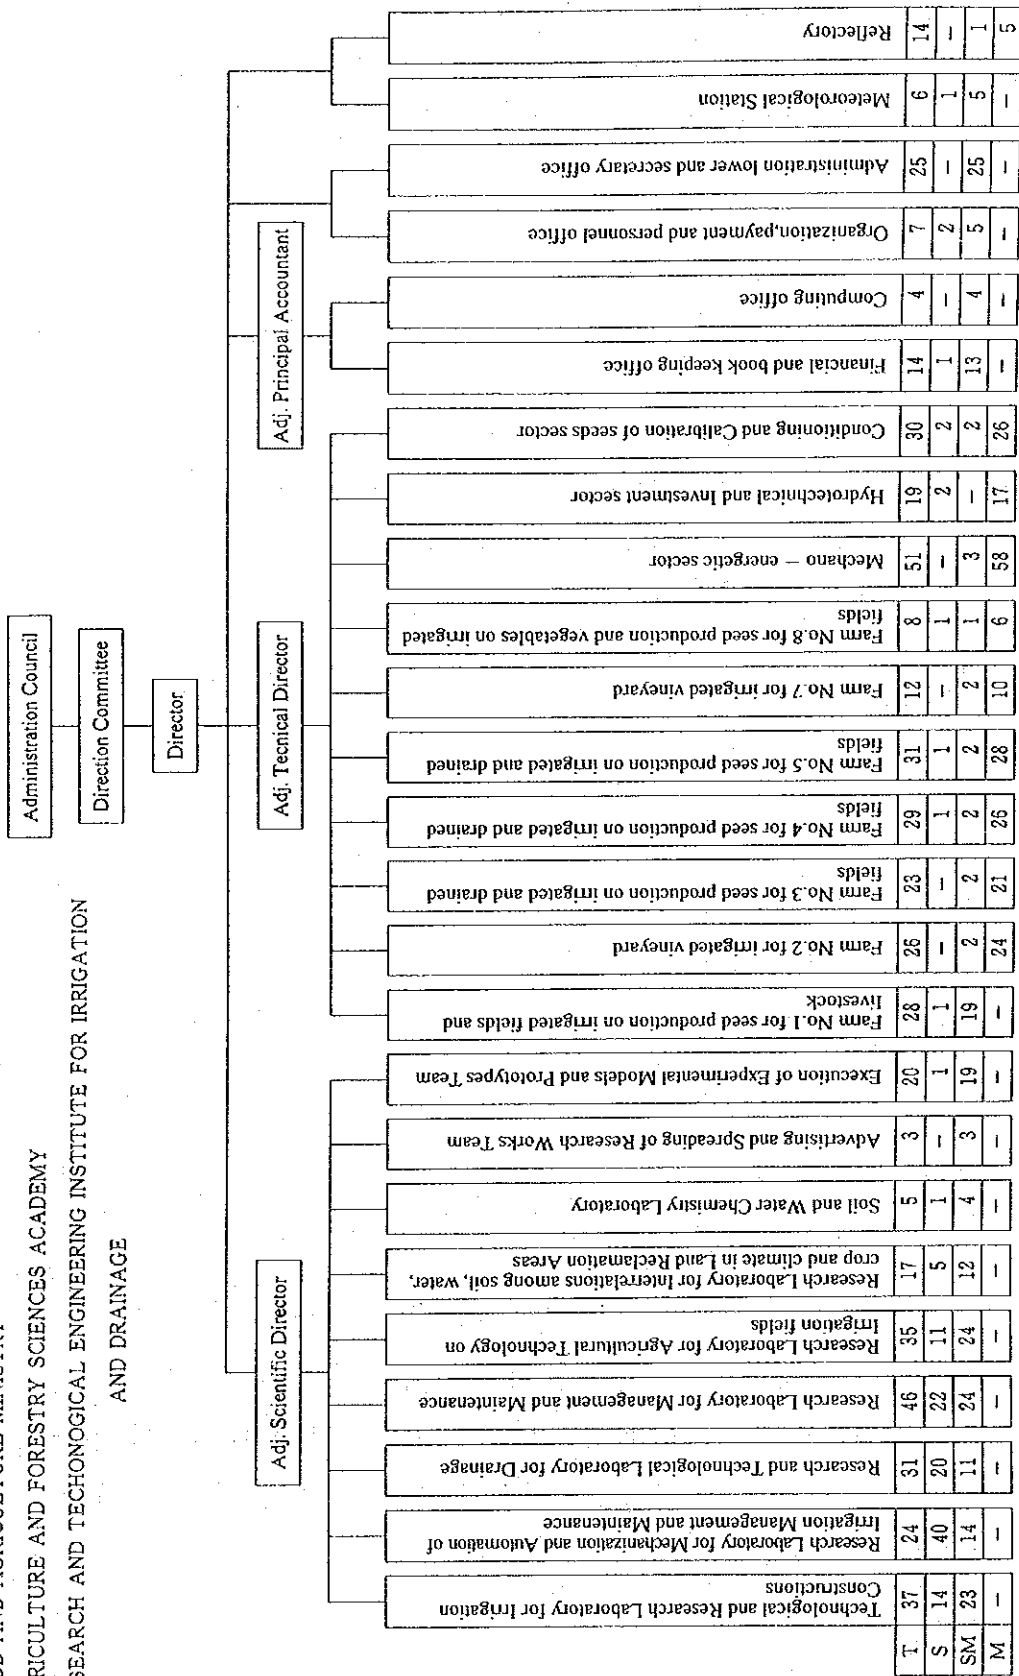 RICULTURE AND FORESTRY SCIENCES ACADEMY
SEARCH AND TECHONOGICAL ENGINEERING INSTITUTE FOR IRRIGATION
AND DRAINAGE
Administration Council
Direction Committee
Director
Adj. Scientific Director
Adj. Tecnical Director
Adj. Principal Accountant
Technological and Research Laboratory for Irrigation
Constructions
Research Laboratory for Mechanization and Automation of
Irrigation Management and Maintenance
Research and Technological Laboratory for Drainage
Research Laboratory for Management and Maintenance
Research Laboratory for Agricultural Technology on
Irrigation fields
Research Laboratory for Interrelations among soil, water,
crop and climate in Land Reclamation Areas
Soil and Water Chemistry Laboratory
Advertising and Spreading of Research Works Team
Execution of Experimental Models and Prototypes Team
Farm No.1 for seed production on irrigated fields and
livestock
Farm No.2 for irrigated vineyard
Farm No.3 for seed production on irrigated and drained
fields
Farm No.4 for seed production on irrigated and drained
fields
Farm No.5 for seed production on irrigated and drained
fields
Farm No.7 for irrigated vineyard
Farm No.8 for seed production and vegetables on irrigated
fields
Mechano – energetic sector
Hydrotechnical and Investment sector
Conditioning and Calibration of seeds sector
Financial and book keeping office
Computing office
Organization,payment and personnel office
Administration lower and secretary office
Meteorological Station
Reflectory
T 37 24 31 46 35 17 5 3 20 28 26 23 29 31 12 8 51 19 30 14 4 7 25 6 14
S 14 40 20 22 11 5 1 – 1 1 – – 1 1 – 1 – 2 2 1 – 2 – 1 –
SM 23 14 11 24 24 12 4 3 19 19 2 2 2 2 2 1 3 – 2 13 4 5 25 5 1
M – – – – – – – – – – 24 21 26 28 10 6 58 17 26 – – – – – 5